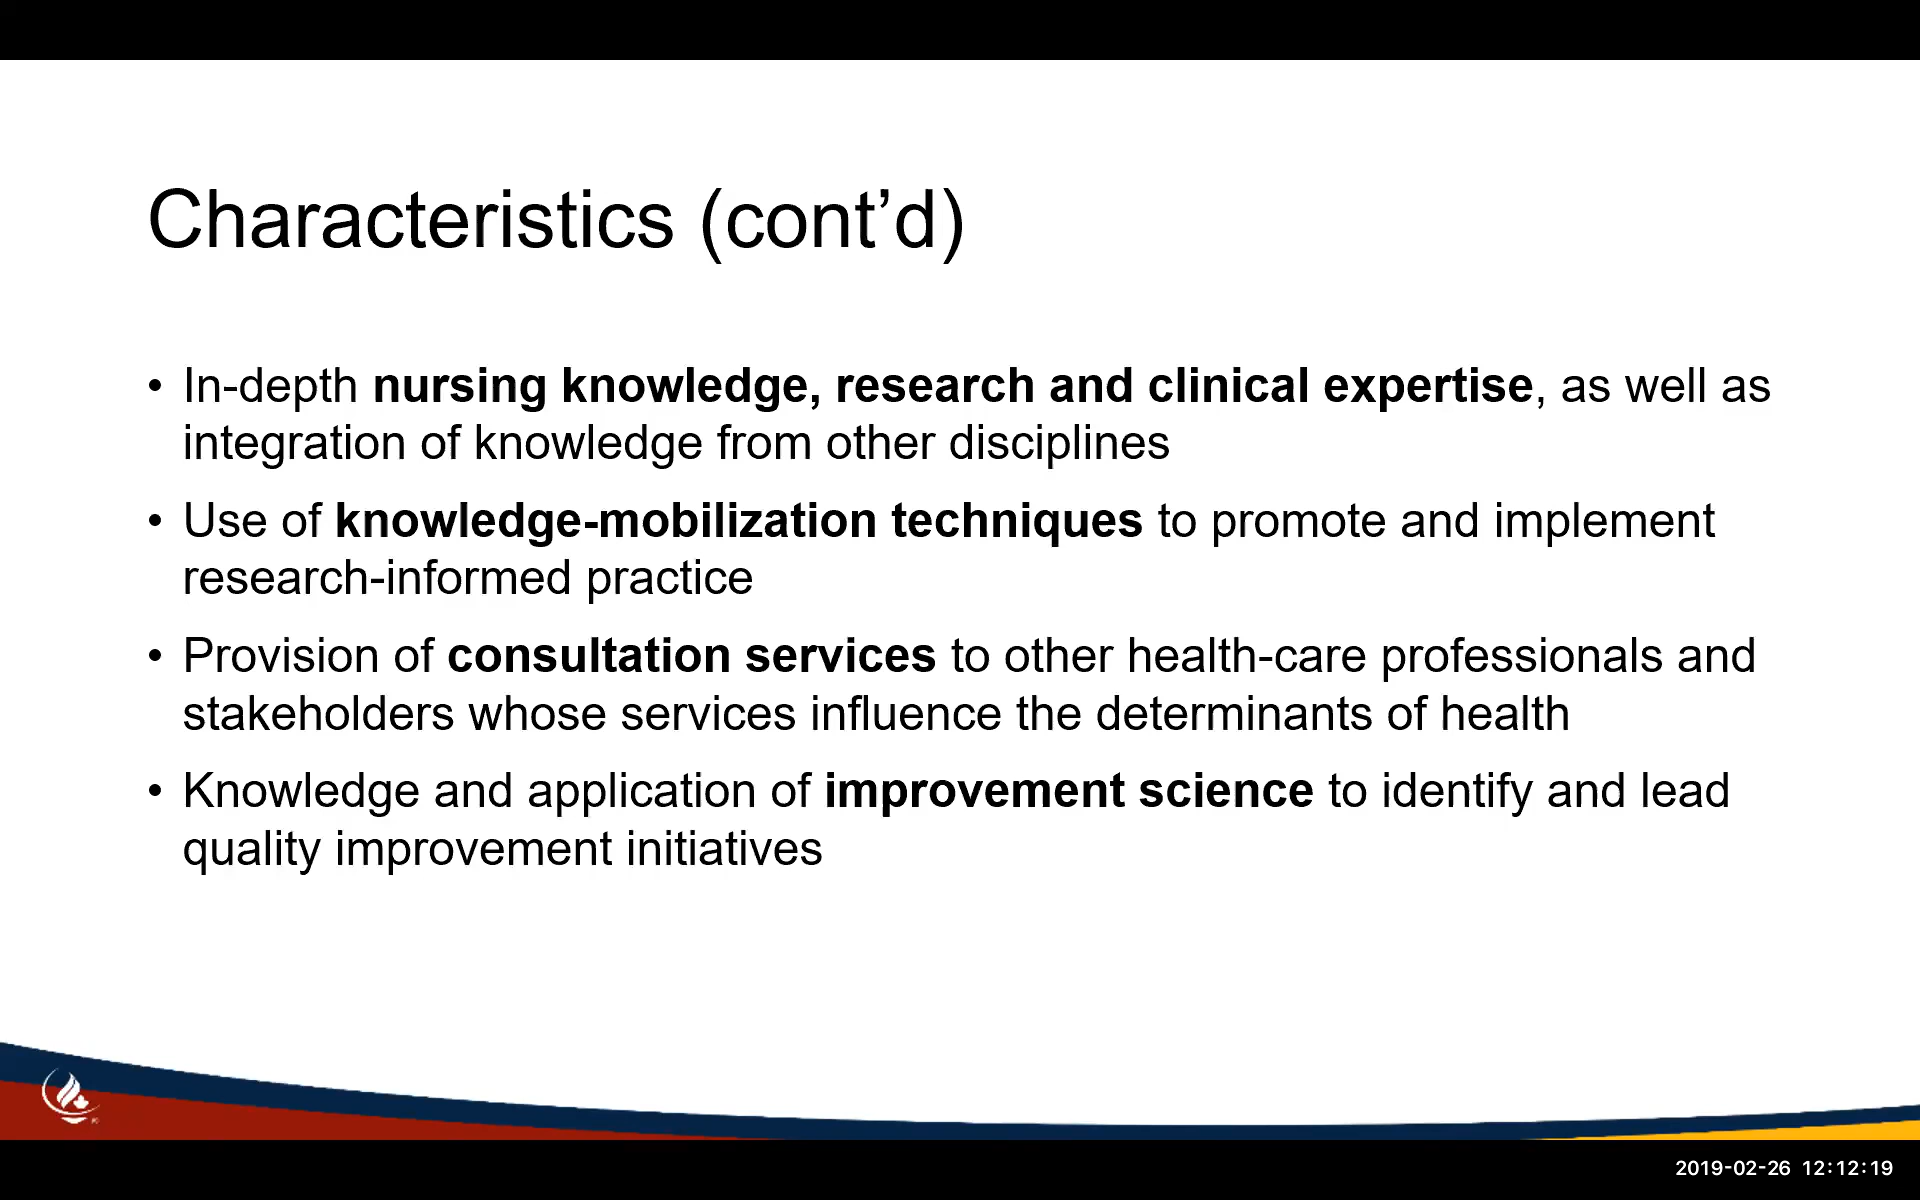 Characteristics (cont’d)
• In-depth nursing knowledge, research and clinical expertise, as well as
integration of knowledge from other disciplines
• Use of knowledge-mobilization techniques to promote and implement
research-informed practice
• Provision of consultation services to other health-care professionals and
stakeholders whose services influence the determinants of health
• Knowledge and application of improvement science to identify and lead
quality improvement initiatives
2019-02-26 12:12:19